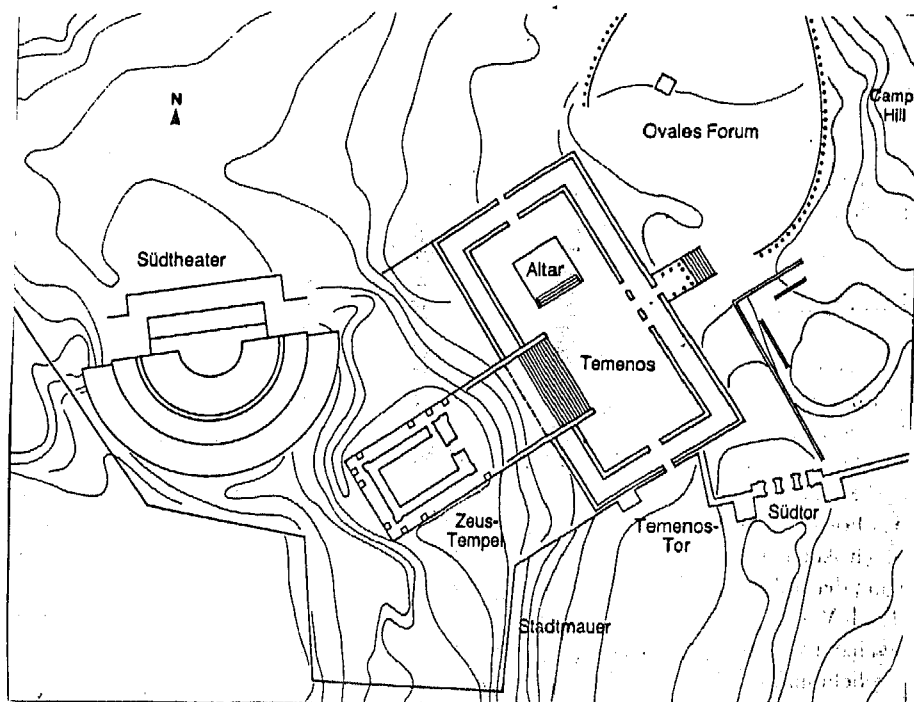 N
Camp
Hill
Ovales Forum
Südtheater
Altar
Temenos
Zeus-
Tempel
Temenos-
Tor
Südtor
Stadtmauer